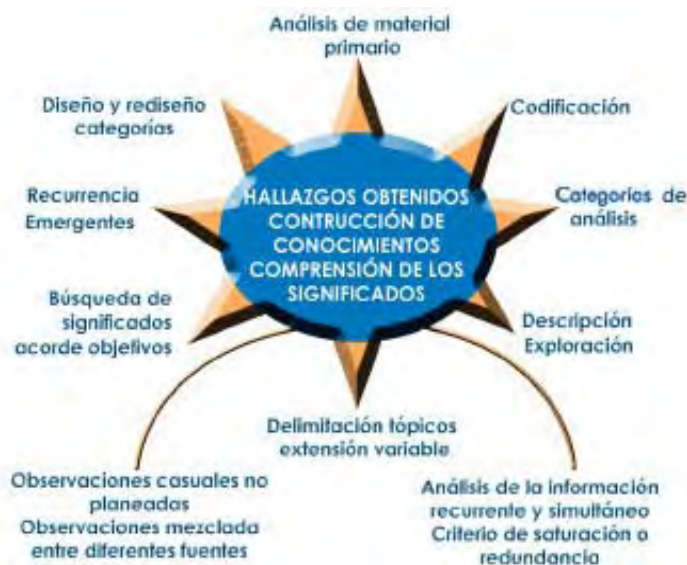 Análisis de material
primario
Diseño y rediseño
categorías
Codificación
Recurrencia
Emergentes
HALLAZGOS OBTENIDOS
CONTRUCCIÓN DE
CONOCIMIENTOS
COMPRENSIÓN DE LOS
SIGNIFICADOS
Categorías de
análisis
Búsqueda de
significados
acorde objetivos
Descripción
Exploración
Delimitación tópicos
extensión variable
Observaciones casuales no
planeadas
Observaciones mezclada
entre diferentes fuentes
Análisis de la información
recurrente y simultáneo
Criterio de saturación o
redundancia